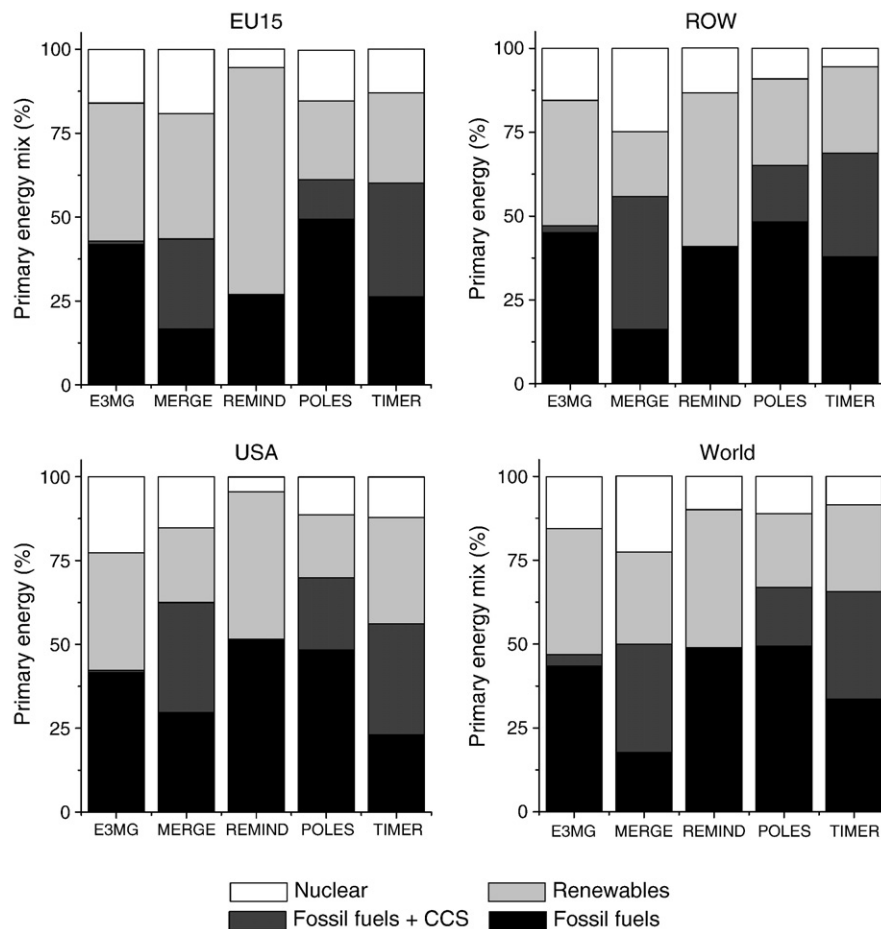 EU15
Primary energy mix (%)
100
75
50
25
0
E3MG MERGE REMIND POLES TIMER
ROW
Primary energy (%)
100
75
50
25
0
E3MG MERGE REMIND POLES TIMER
USA
Primary energy mix (%)
100
75
50
25
0
E3MG MERGE REMIND POLES TIMER
World
Primary energy mix (%)
100
75
50
25
0
E3MG MERGE REMIND POLES TIMER
Nuclear Renewables
Fossil fuels + CCS Fossil fuels